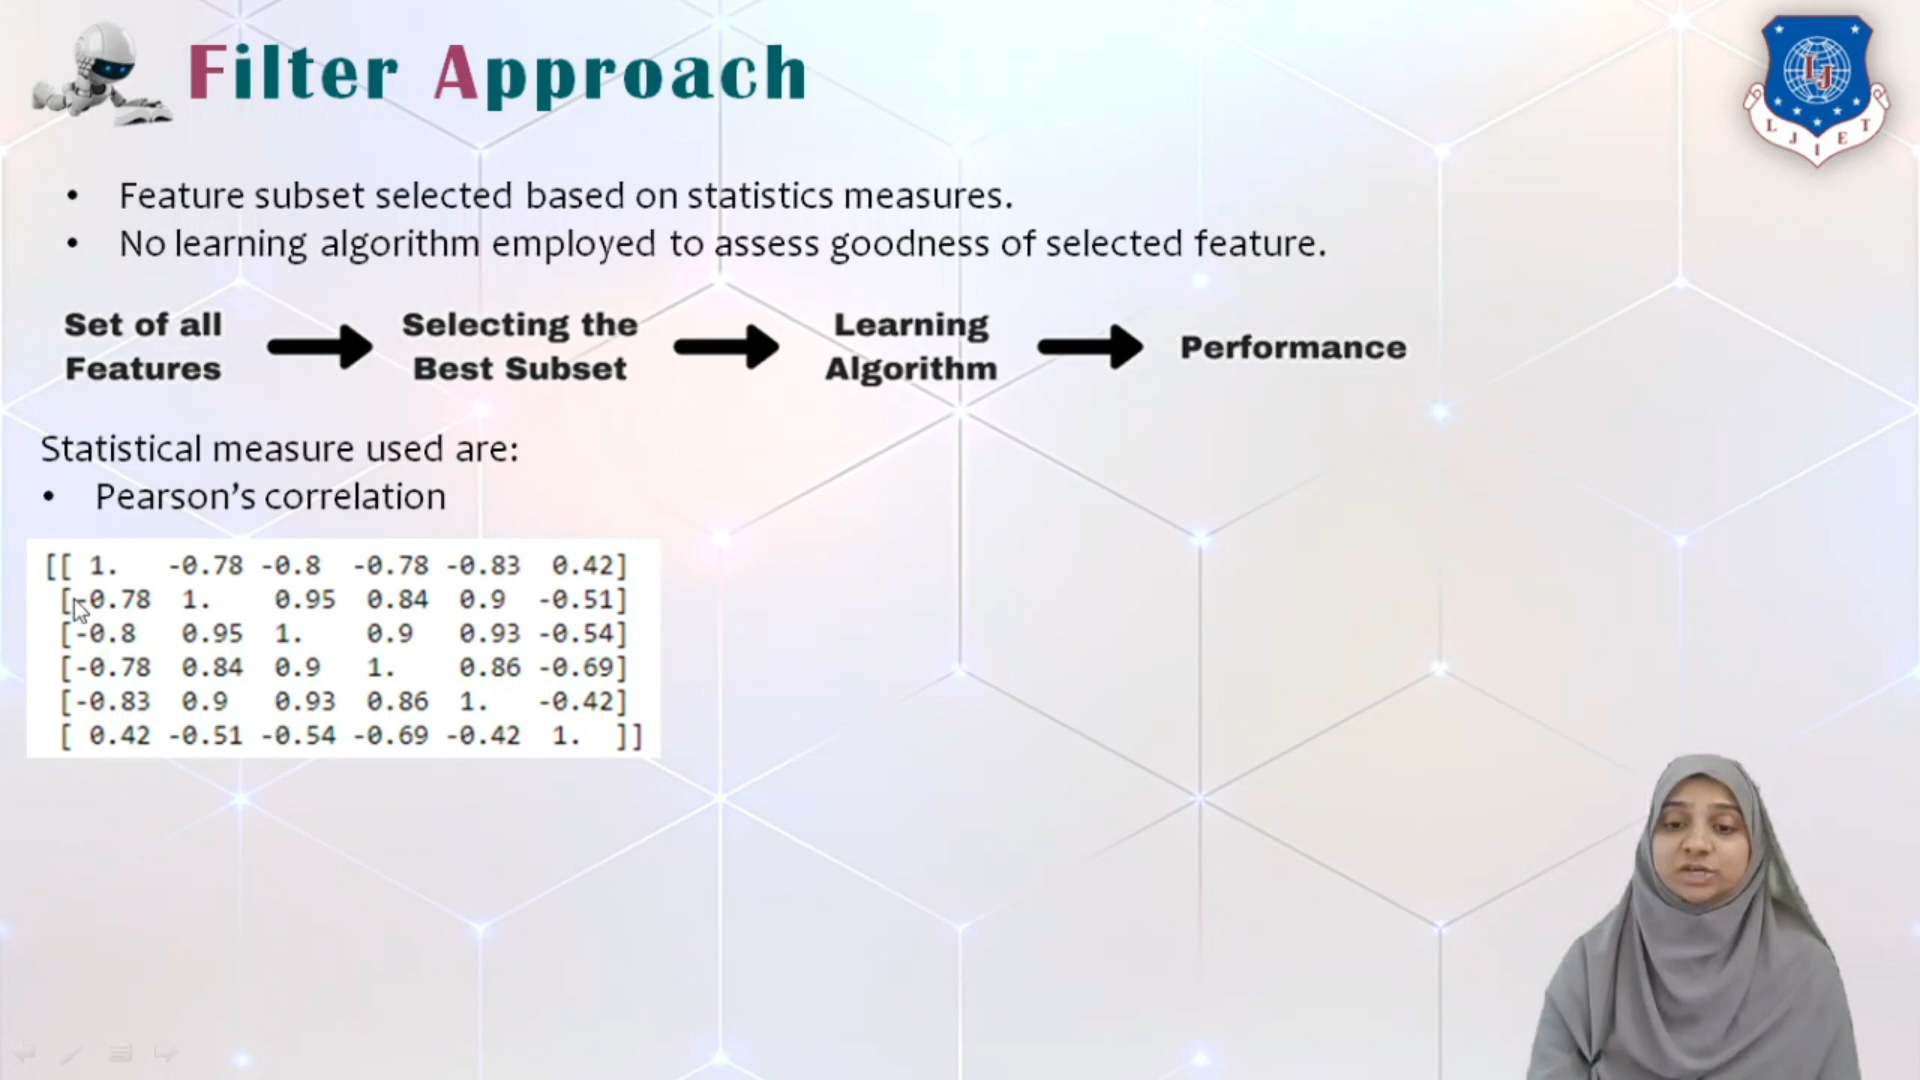 Filter Approach
LJ
L J I E T
• Feature subset selected based on statistics measures.
• No learning algorithm employed to assess goodness of selected feature.
Set of all
Features
Selecting the
Best Subset
Learning
Algorithm
Performance
Statistical measure used are:
• Pearson’s correlation
[[ 1. -0.78 -0.8 -0.78 -0.83 0.42]
[-0.78 1. 0.95 0.84 0.9 -0.51]
[-0.8 0.95 1. 0.9 0.93 -0.54]
[-0.78 0.84 0.9 1. 0.86 -0.69]
[-0.83 0.9 0.93 0.86 1. -0.42]
[ 0.42 -0.51 -0.54 -0.69 -0.42 1. ]]